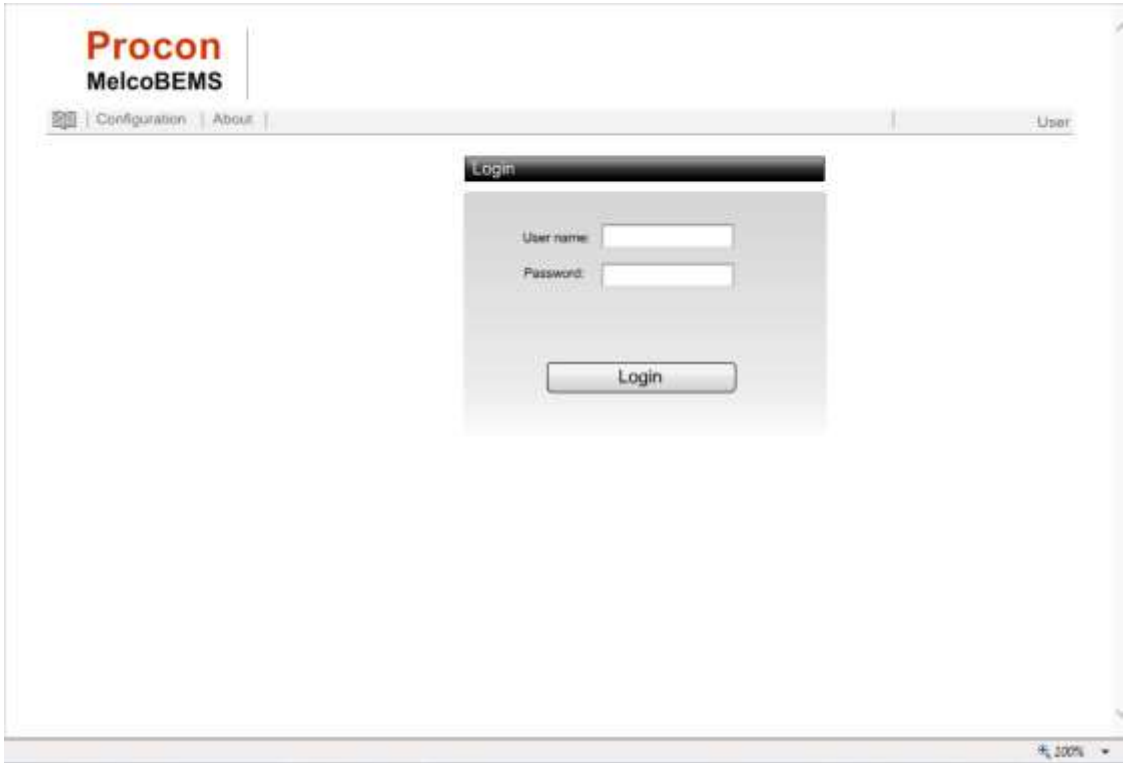 Procon
MelcoBEMS
Configuration | About | | User
Login
User name:
Password:
Login
100%